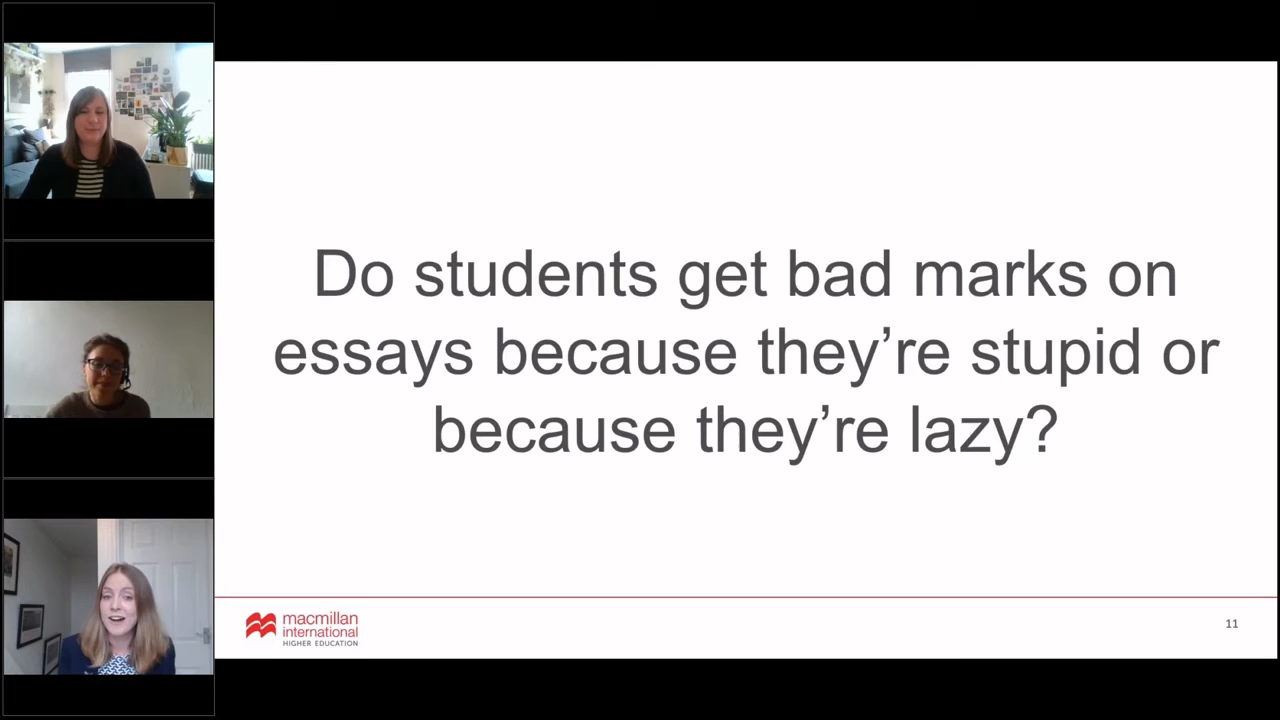 Do students get bad marks on
essays because they’re stupid or
because they’re lazy?
macmillan
international
HIGHER EDUCATION
11